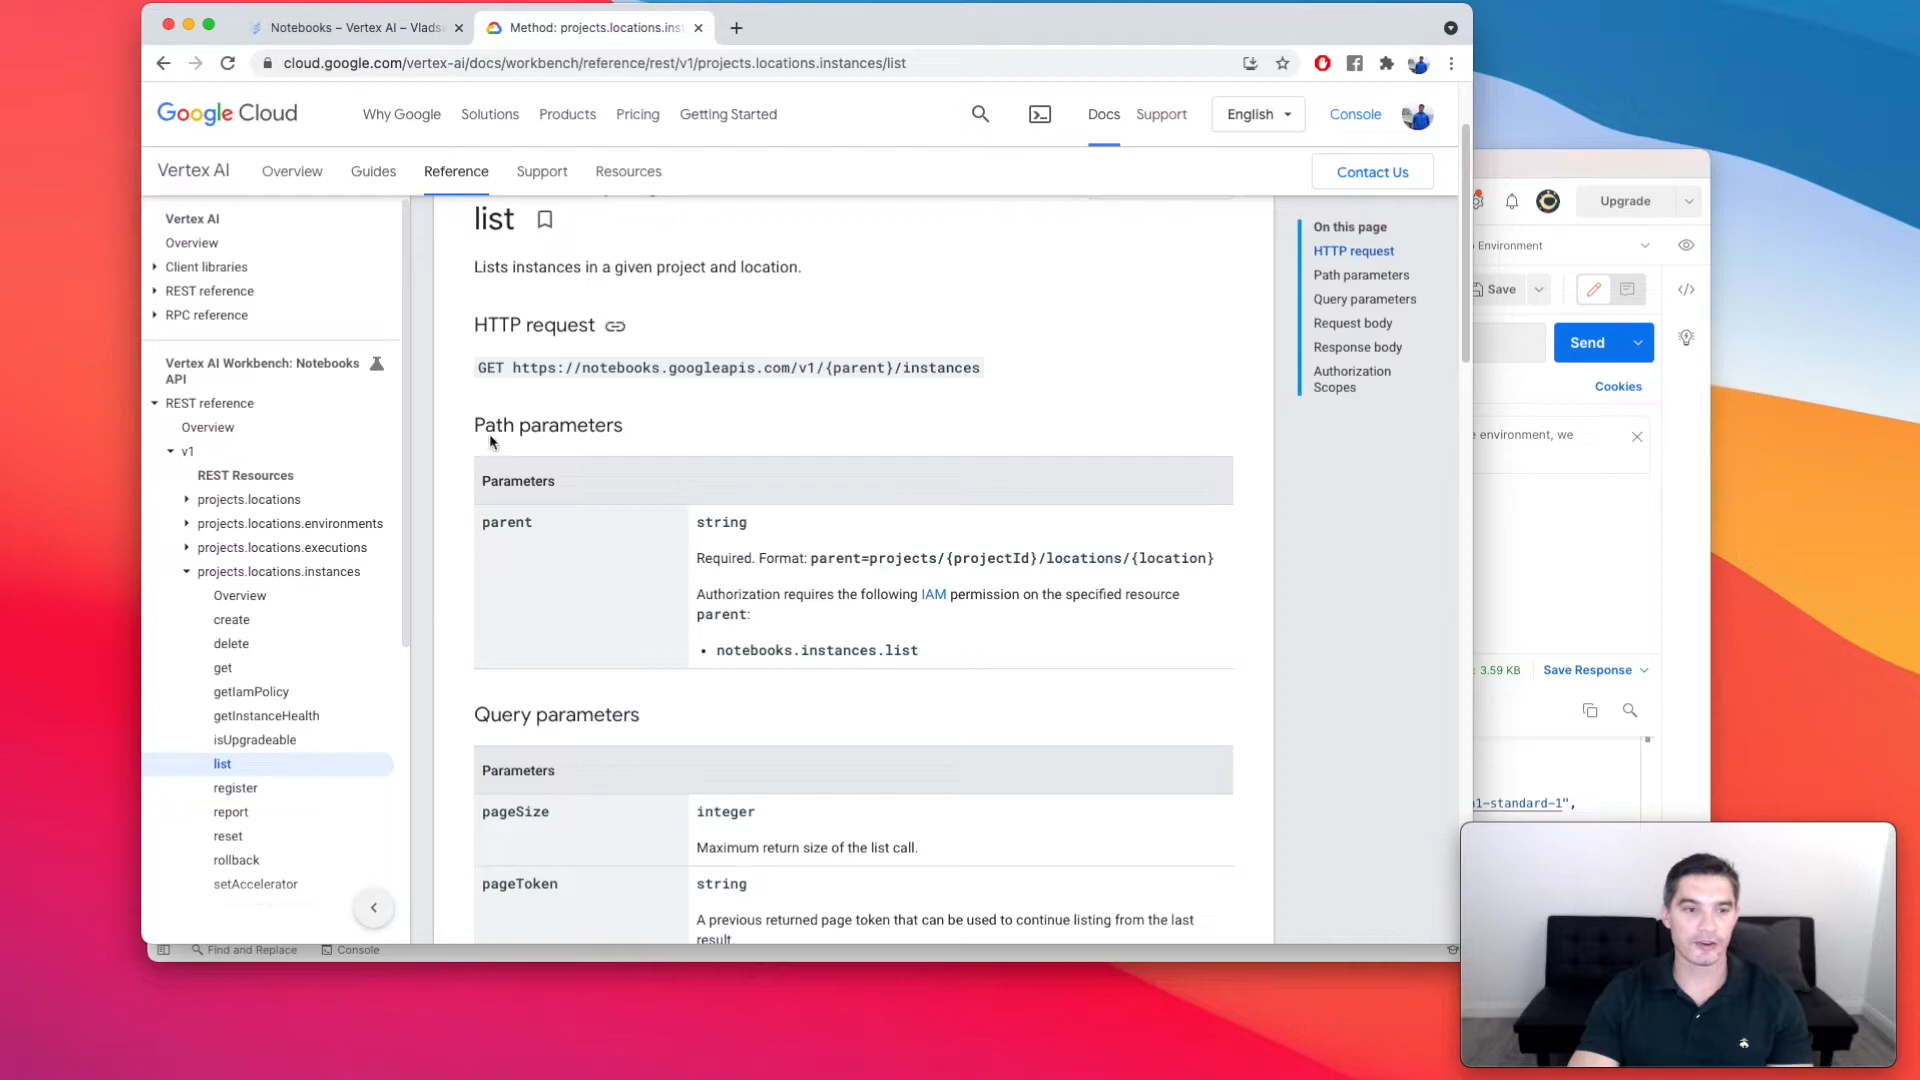 Notebooks – Vertex AI – Vlads
Method: projects.locations.inst
cloud.google.com/vertex-ai/docs/workbench/reference/rest/v1/projects.locations.instances/list
Google Cloud
Why Google
Solutions
Products
Pricing
Getting Started
Docs
Support
English
Console
Vertex AI
Overview
Guides
Reference
Support
Resources
Contact Us
Vertex AI
Overview
Client libraries
REST reference
RPC reference
Vertex AI Workbench: Notebooks
API
REST reference
Overview
v1
REST Resources
projects.locations
projects.locations.environments
projects.locations.executions
projects.locations.instances
Overview
create
delete
get
getIamPolicy
getInstanceHealth
isUpgradeable
list
register
report
reset
rollback
setAccelerator
list
Lists instances in a given project and location.
HTTP request
GET https://notebooks.googleapis.com/v1/{parent}/instances
Path parameters
Parameters
parent
string
Required. Format: parent=projects/{projectId}/locations/{location}
Authorization requires the following IAM permission on the specified resource
parent:
• notebooks.instances.list
Query parameters
Parameters
pageSize
integer
Maximum return size of the list call.
pageToken
string
A previous returned page token that can be used to continue listing from the last
result.
On this page
HTTP request
Path parameters
Query parameters
Request body
Response body
Authorization
Scopes
Upgrade
Environment
Save
</>
Send
Cookies
e environment, we
3.59 KB
Save Response
1-standard-1",
Find and Replace
Console